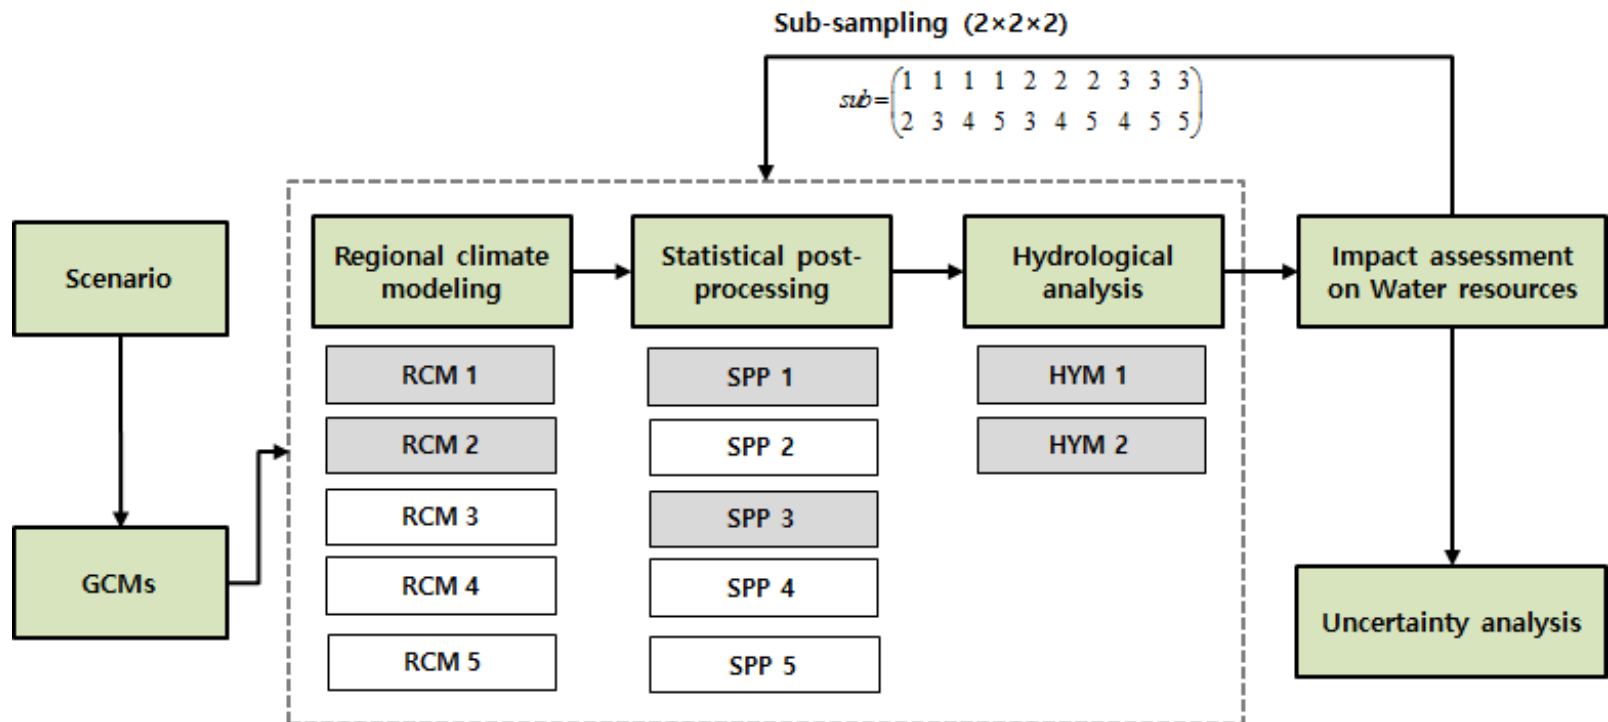 Sub-sampling (2×2×2)
sub=(1 1 1 1 2 2 2 3 3 3
2 3 4 5 3 4 5 4 5 5)
Scenario
GCMs
Regional climate
modeling
RCM 1
RCM 2
RCM 3
RCM 4
RCM 5
Statistical post-
processing
SPP 1
SPP 2
SPP 3
SPP 4
SPP 5
Hydrological
analysis
HYM 1
HYM 2
Impact assessment
on Water resources
Uncertainty analysis